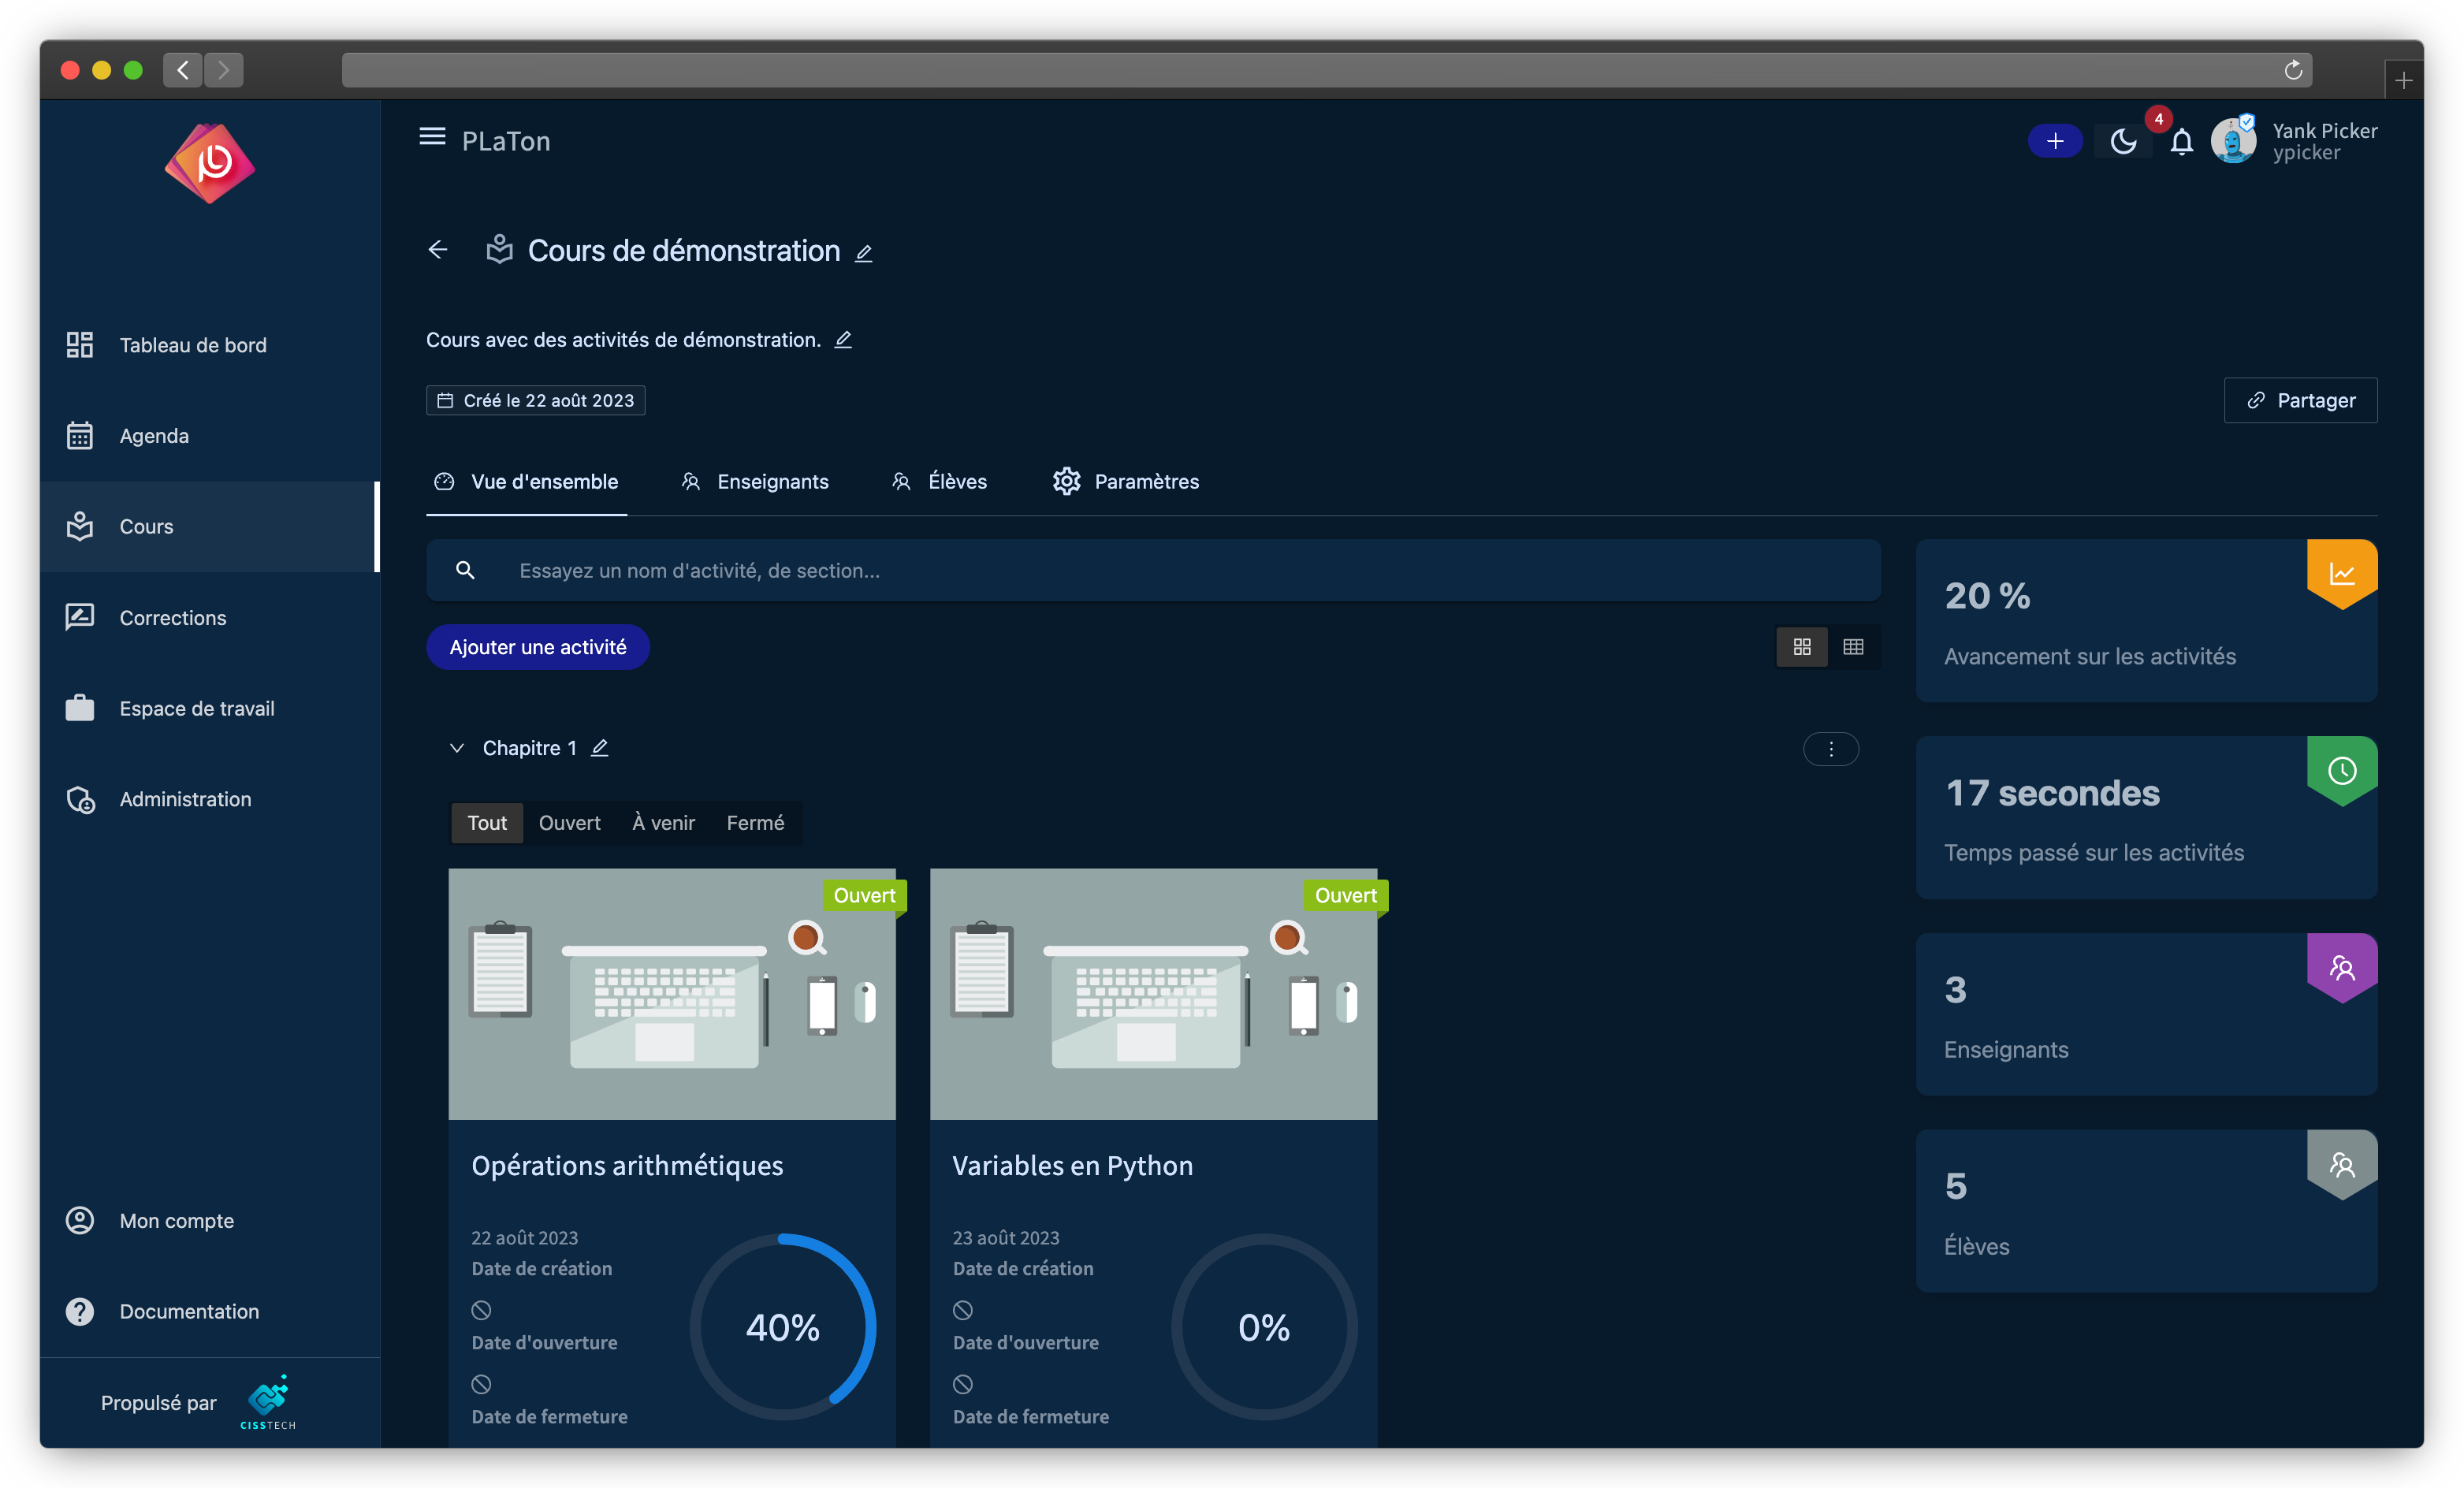 PLaTon
4
Yank Picker
ypicker
Tableau de bord
Agenda
Cours
Corrections
Espace de travail
Administration
Mon compte
Documentation
Propulsé par
CISSTECH
Cours de démonstration
Cours avec des activités de démonstration.
Créé le 22 août 2023
Partager
Vue d'ensemble
Enseignants
Élèves
Paramètres
Essayez un nom d'activité, de section...
Ajouter une activité
Chapitre 1
Tout
Ouvert
À venir
Fermé
Ouvert
Opérations arithmétiques
22 août 2023
Date de création
Date d'ouverture
Date de fermeture
40%
Ouvert
Variables en Python
23 août 2023
Date de création
Date d'ouverture
Date de fermeture
0%
20 %
Avancement sur les activités
17 secondes
Temps passé sur les activités
3
Enseignants
5
Élèves